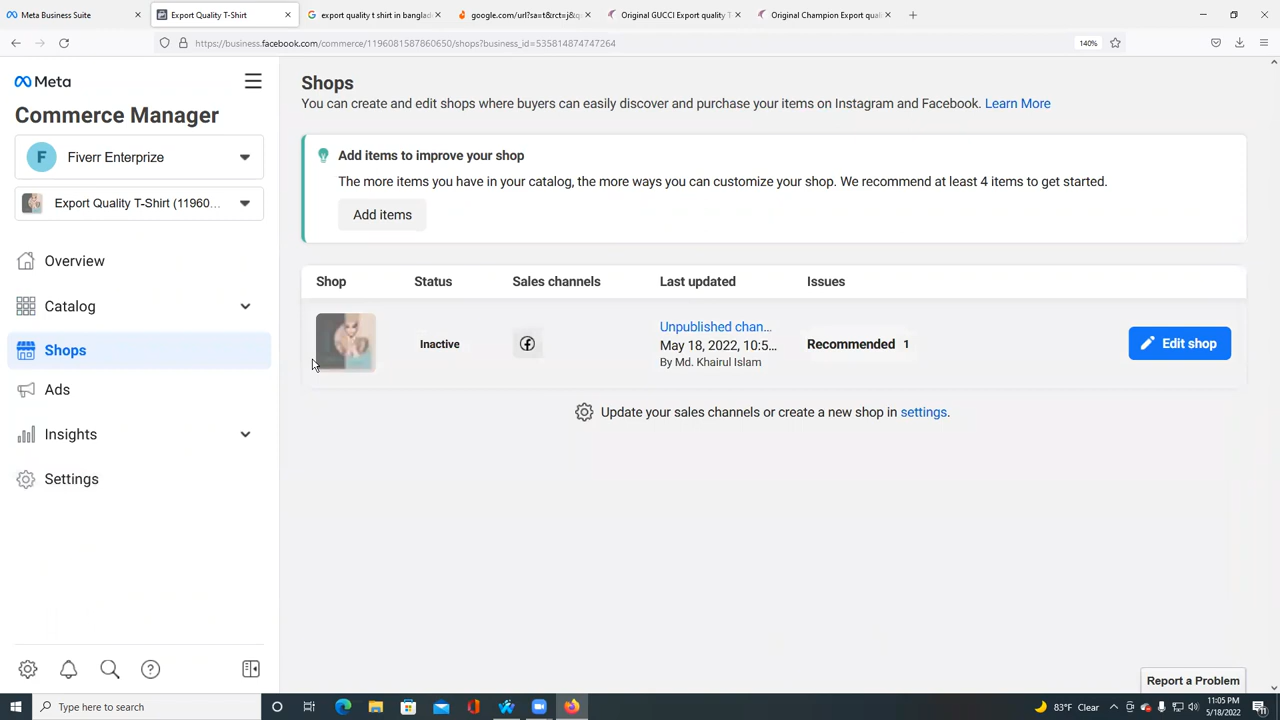 Meta Business Suite
Export Quality T-Shirt
export quality t shirt in banglad
google.com/url?sa=t&rct=j&q
Original GUCCI Export quality T
Original Champion Export qual
https://business.facebook.com/commerce/1196081587860650/shops?business_id=535814874747264
140%
Meta
Commerce Manager
F Fiverr Enterprize
Export Quality T-Shirt (11960...
Overview
Catalog
Shops
Ads
Insights
Settings
Shops
You can create and edit shops where buyers can easily discover and purchase your items on Instagram and Facebook. Learn More
Add items to improve your shop
The more items you have in your catalog, the more ways you can customize your shop. We recommend at least 4 items to get started.
Add items
Shop Status Sales channels Last updated Issues
Inactive
Unpublished chan...
May 18, 2022, 10:5...
By Md. Khairul Islam
Recommended 1
Edit shop
Update your sales channels or create a new shop in settings.
Report a Problem
Type here to search
83°F Clear
11:05 PM
5/18/2022